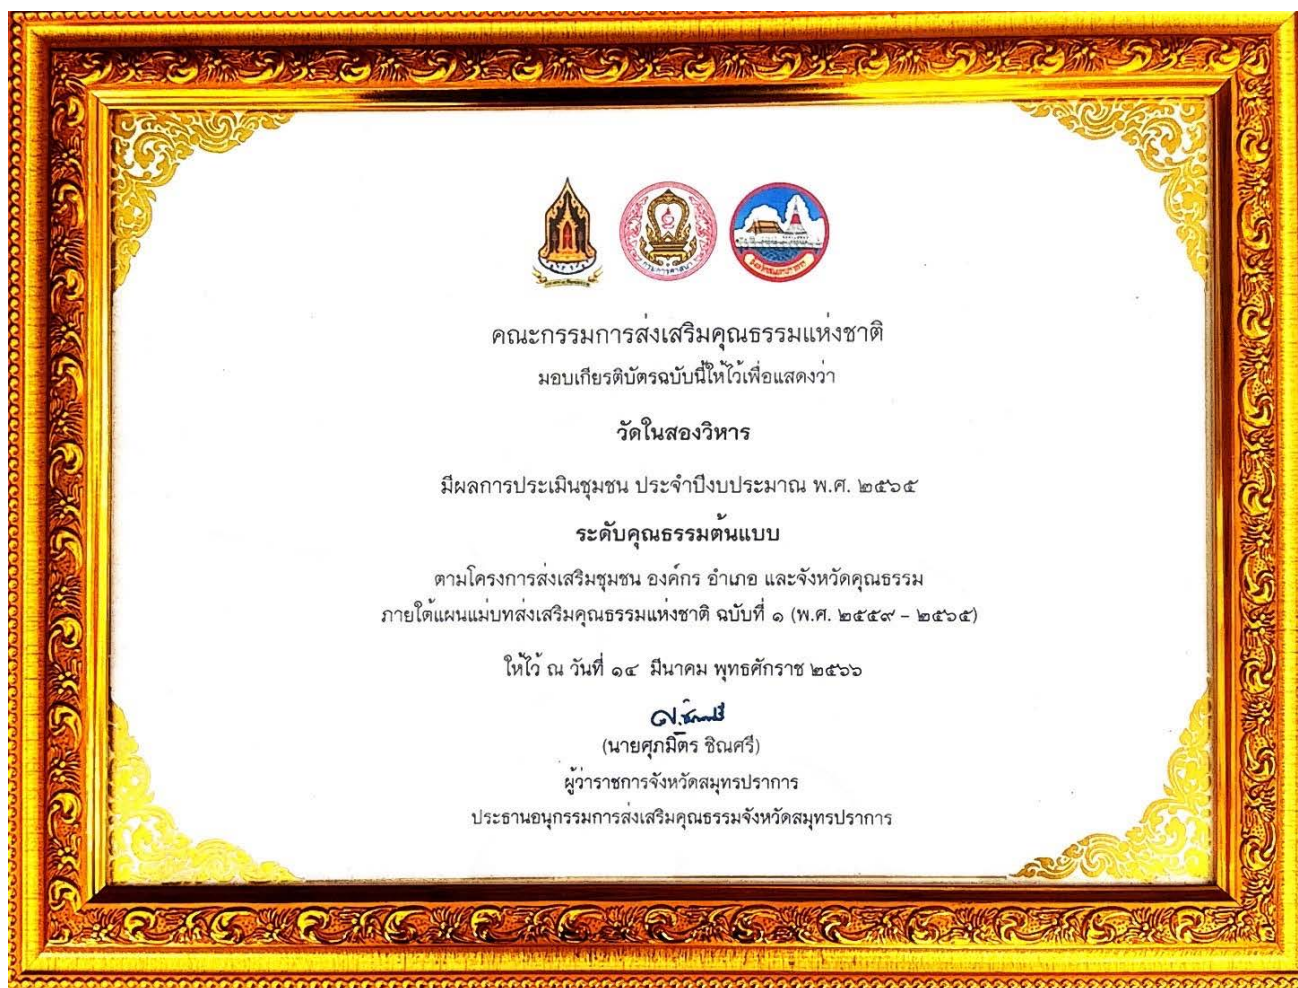 กรมการศาสนา
คณะกรรมการส่งเสริมคุณธรรมแห่งชาติ
มอบเกียรติบัตรฉบับนี้ให้ไว้เพื่อแสดงว่า
วัดในสองวิหาร
มีผลการประเมินชุมชน ประจำปีงบประมาณ พ.ศ. ๒๕๖๕
ระดับคุณธรรมต้นแบบ
ตามโครงการส่งเสริมชุมชน องค์กร อำเภอ และจังหวัดคุณธรรม
ภายใต้แผนแม่บทส่งเสริมคุณธรรมแห่งชาติ ฉบับที่ ๑ (พ.ศ. ๒๕๕๙ – ๒๕๖๕)
ให้ไว้ ณ วันที่ ๑๔ มีนาคม พุทธศักราช ๒๕๖๖
(นายศุภมิตร ชิณศรี)
ผู้ว่าราชการจังหวัดสมุทรปราการ
ประธานอนุกรรมการส่งเสริมคุณธรรมจังหวัดสมุทรปราการ